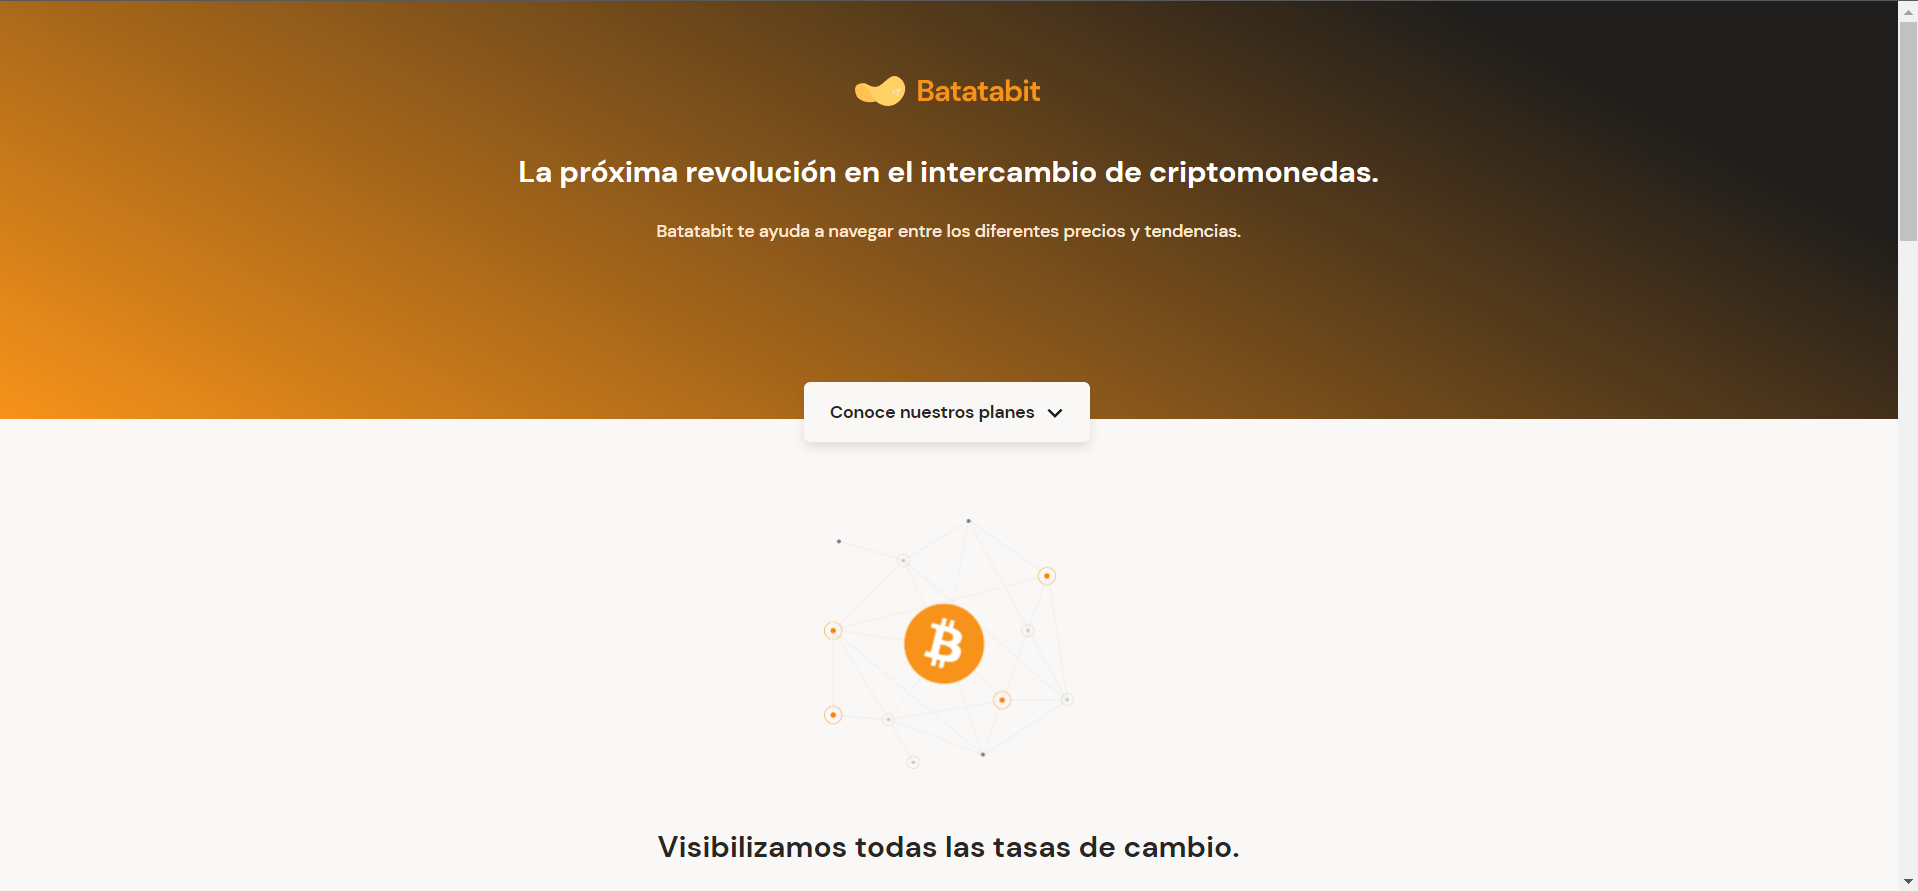 Batatabit
La próxima revolución en el intercambio de criptomonedas.
Batatabit te ayuda a navegar entre los diferentes precios y tendencias.
Conoce nuestros planes
Visibilizamos todas las tasas de cambio.